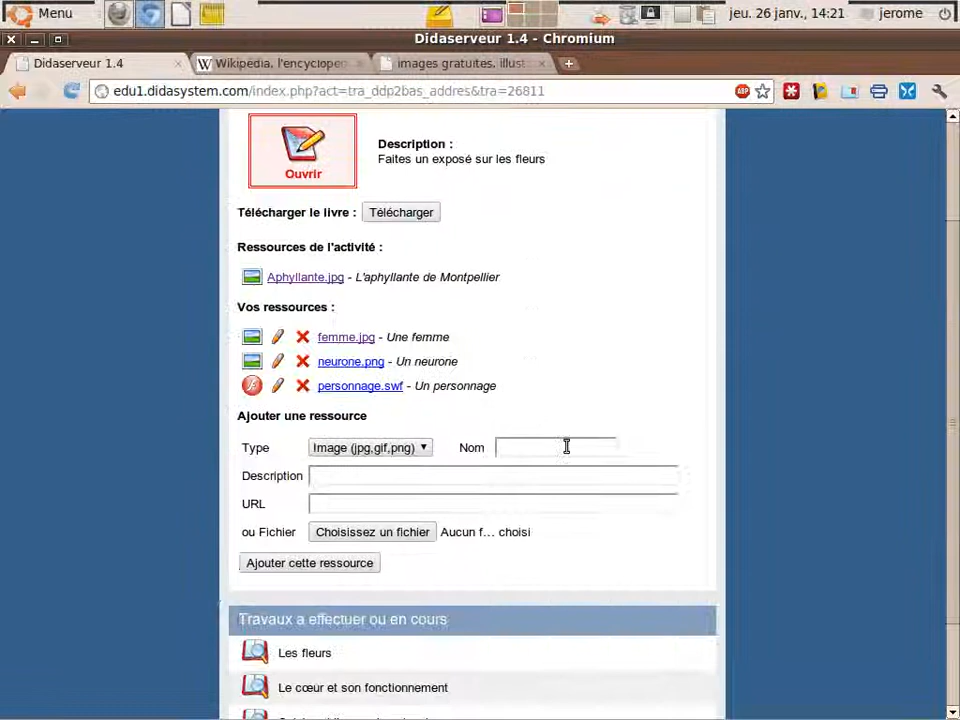 Menu
jeu. 26 janv., 14:21
jerome
Didaserveur 1.4 - Chromium
Didaserveur 1.4
Wikipédia, l'encyclopéd
images gratuites, illust
edu1.didasystem.com/index.php?act=tra_ddp2bas_addres&tra=26811
Ouvrir
Description :
Faites un exposé sur les fleurs
Télécharger le livre : Télécharger
Ressources de l'activité :
Aphyllante.jpg - L'aphyllante de Montpellier
Vos ressources :
femme.jpg - Une femme
neurone.png - Un neurone
personnage.swf - Un personnage
Ajouter une ressource
Type Image (jpg,gif,png) Nom
Description
URL
ou Fichier Choisissez un fichier Aucun f… choisi
Ajouter cette ressource
Travaux a effectuer ou en cours
Les fleurs
Le cœur et son fonctionnement